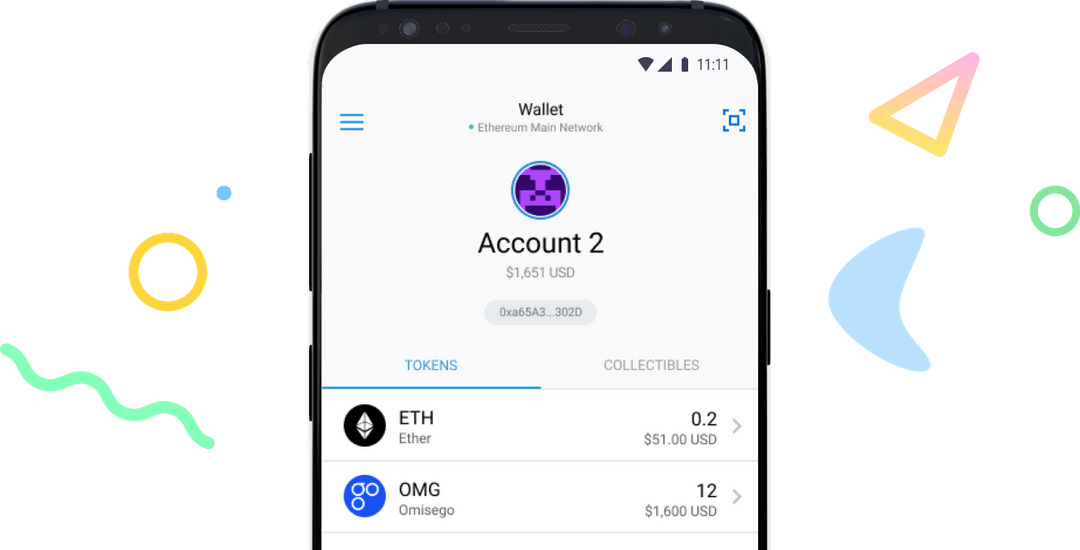 11:11
Wallet
Ethereum Main Network
Account 2
$1,651 USD
0xa65A3...302D
TOKENS COLLECTIBLES
ETH 0.2
Ether $51.00 USD
OMG 12
Omisego $1,600 USD